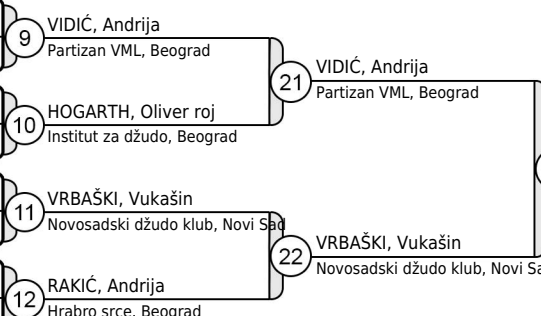 9
VIDIĆ, Andrija
Partizan VML, Beograd
10
HOGARTH, Oliver roj
Institut za džudo, Beograd
21
VIDIĆ, Andrija
Partizan VML, Beograd
11
VRBAŠKI, Vukašin
Novosadski džudo klub, Novi Sad
12
RAKIĆ, Andrija
Hrabro srce, Beograd
22
VRBAŠKI, Vukašin
Novosadski džudo klub, Novi Sa